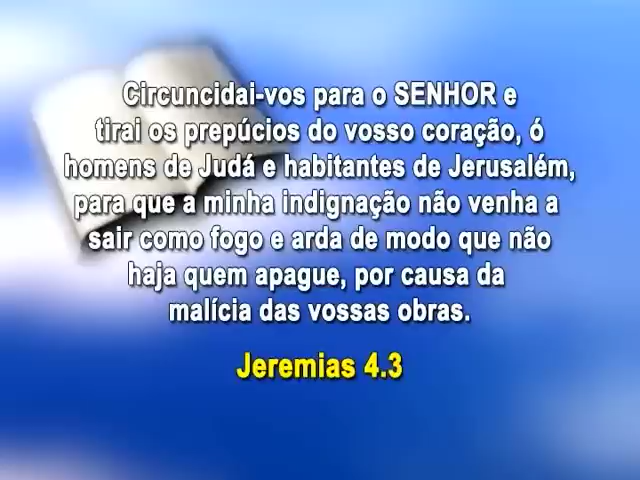 Circuncidai-vos para o SENHOR e
tirai os prepúcios do vosso coração, ó
homens de Judá e habitantes de Jerusalém,
para que a minha indignação não venha a
sair como fogo e arda de modo que não
haja quem apague, por causa da
malícia das vossas obras.
Jeremias 4.3